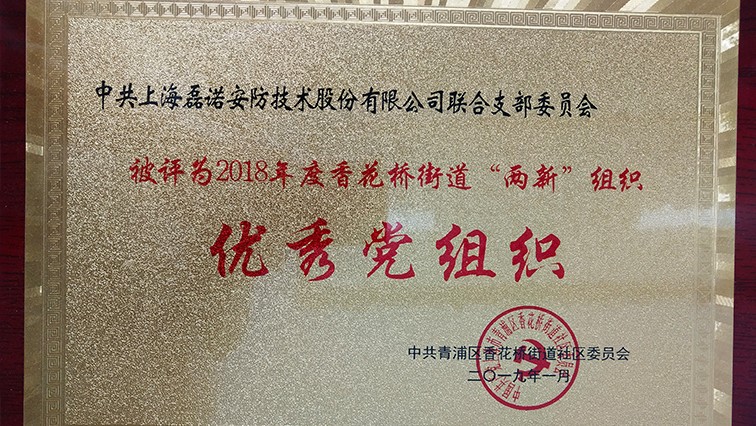 中共上海磊诺安防技术股份有限公司联合支部委员会
被评为2018年度香花桥街道“两新”组织
优秀党组织
中共青浦区香花桥街道社区委员会
二〇一九年一月